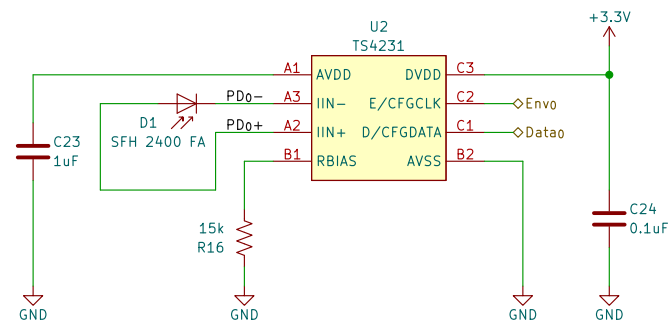 +3.3V
U2
TS4231
A1 AVDD DVDD C3
A3 IIN- E/CFGCLK C2
A2 IIN+ D/CFGDATA C1
B1 RBIAS AVSS B2
PD0-
PD0+
Env0
Data0
D1
SFH 2400 FA
C23
1uF
15k
R16
C24
0.1uF
GND
GND
GND
GND